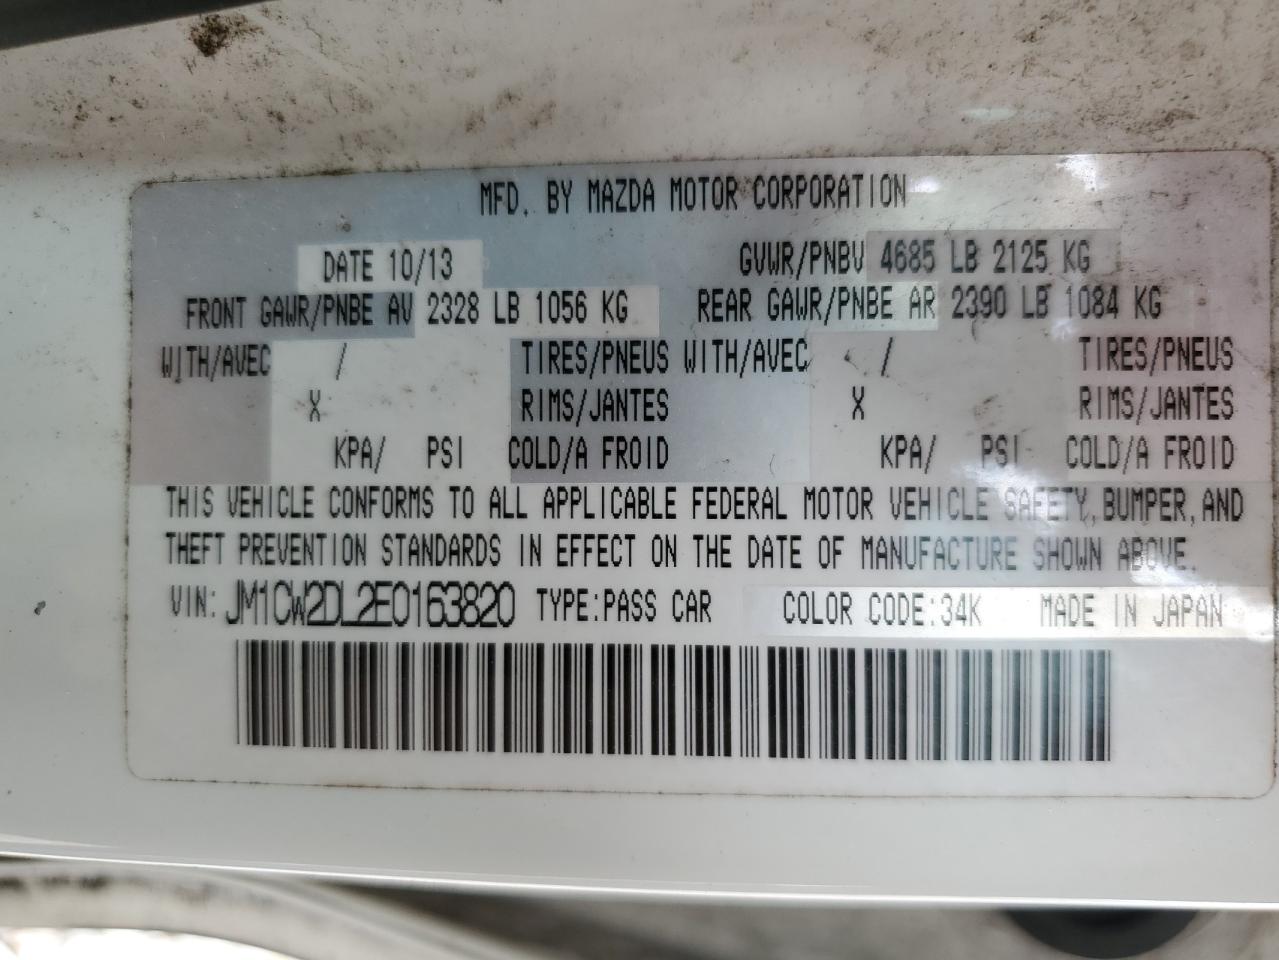 MFD. BY MAZDA MOTOR CORPORATION
DATE 10/13 GVWR/PNBV 4685 LB 2125 KG
FRONT GAWR/PNBE AV 2328 LB 1056 KG REAR GAWR/PNBE AR 2390 LB 1084 KG
WITH/AVEC / TIRES/PNEUS WITH/AVEC / TIRES/PNEUS
X RIMS/JANTES X RIMS/JANTES
KPA/ PSI COLD/A FROID KPA/ PSI COLD/A FROID
THIS VEHICLE CONFORMS TO ALL APPLICABLE FEDERAL MOTOR VEHICLE SAFETY, BUMPER, AND
THEFT PREVENTION STANDARDS IN EFFECT ON THE DATE OF MANUFACTURE SHOWN ABOVE.
VIN: JM1CW2DL2E0163820 TYPE: PASS CAR COLOR CODE: 34K MADE IN JAPAN